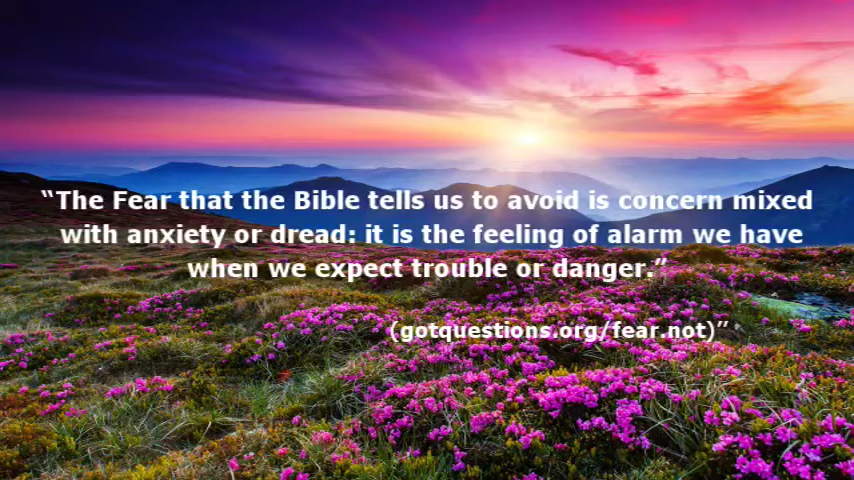 “The Fear that the Bible tells us to avoid is concern mixed
with anxiety or dread: it is the feeling of alarm we have
when we expect trouble or danger.”
(gotquestions.org/fear.not)”